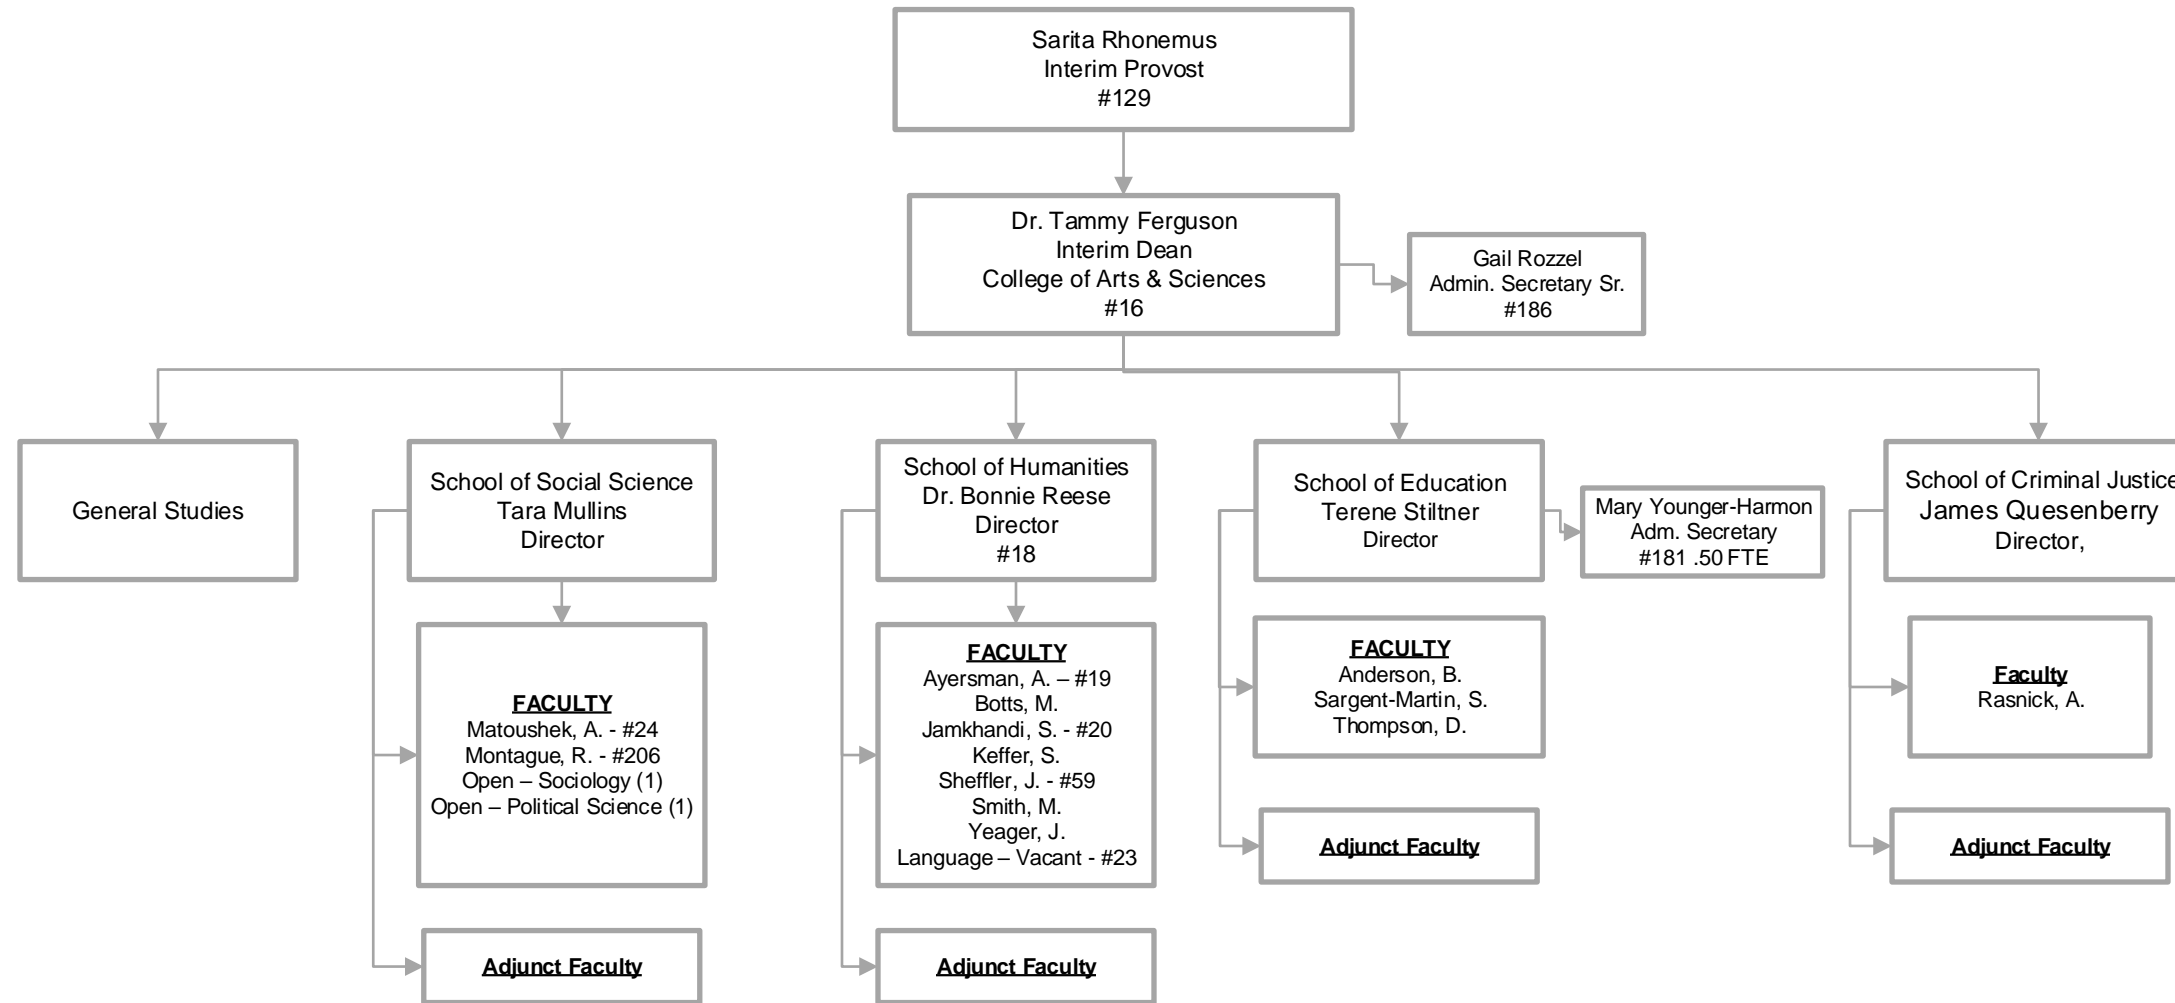 Sarita Rhonemus
Interim Provost
#129
Dr. Tammy Ferguson
Interim Dean
College of Arts & Sciences
#16
Gail Rozzel
Admin. Secretary Sr.
#186
General Studies
School of Social Science
Tara Mullins
Director
School of Humanities
Dr. Bonnie Reese
Director
#18
School of Education
Terene Stiltner
Director
Mary Younger-Harmon
Adm. Secretary
#181 .50 FTE
School of Criminal Justice
James Quesenberry
Director,
FACULTY
Matoushek, A. - #24
Montague, R. - #206
Open – Sociology (1)
Open – Political Science (1)
FACULTY
Ayersman, A. – #19
Botts, M.
Jamkhandi, S. - #20
Keffer, S.
Sheffler, J. - #59
Smith, M.
Yeager, J.
Language – Vacant - #23
FACULTY
Anderson, B.
Sargent-Martin, S.
Thompson, D.
Faculty
Rasnick, A.
Adjunct Faculty
Adjunct Faculty
Adjunct Faculty
Adjunct Faculty